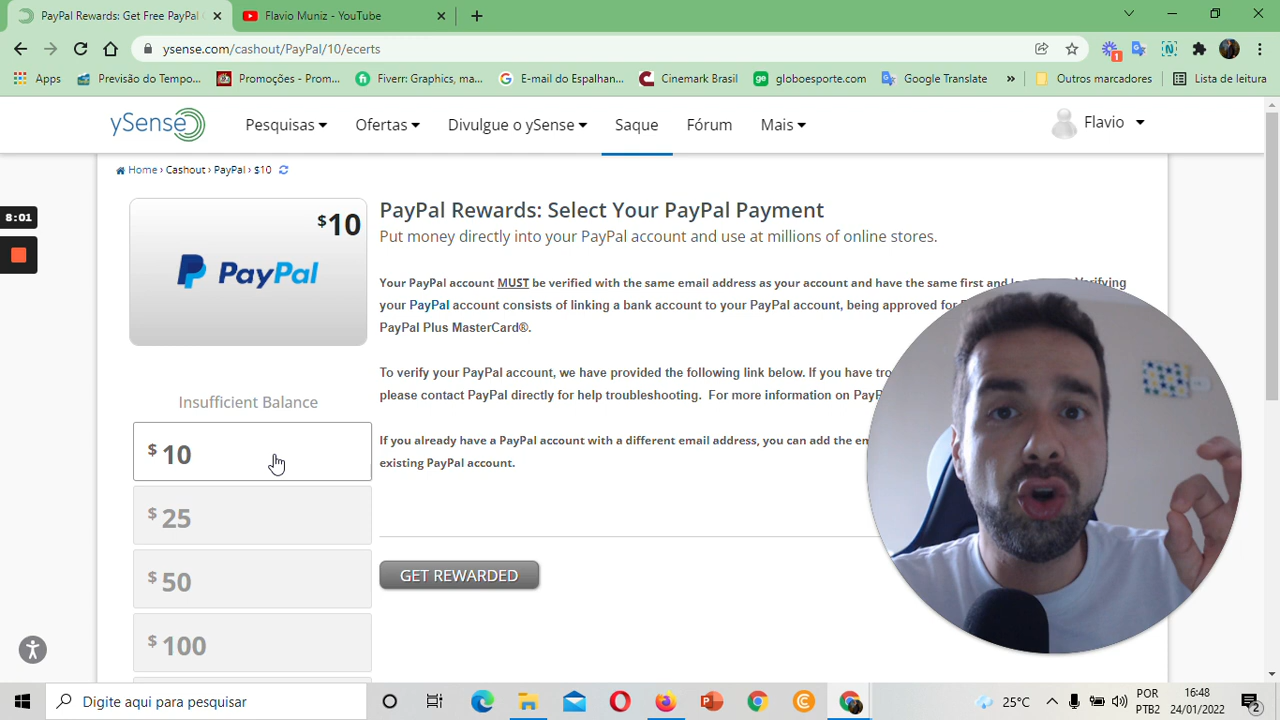 PayPal Rewards: Get Free PayPal
Flavio Muniz - YouTube
ysense.com/cashout/PayPal/10/ecerts
1
Apps
Previsão do Tempo...
Promoções - Prom...
Fiverr: Graphics, ma...
E-mail do Espalhan...
Cinemark Brasil
globoesporte.com
Google Translate
»
Outros marcadores
Lista de leitura
ySense
Pesquisas
Ofertas
Divulgue o ySense
Saque
Fórum
Mais
Flavio
Home › Cashout › PayPal › $10
8:01
$10
PayPal
PayPal Rewards: Select Your PayPal Payment
Put money directly into your PayPal account and use at millions of online stores.
Your PayPal account MUST be verified with the same email address as your account and have the same first and
your PayPal account consists of linking a bank account to your PayPal account, being approved for
PayPal Plus MasterCard®.
To verify your PayPal account, we have provided the following link below. If you have
please contact PayPal directly for help troubleshooting. For more information on
If you already have a PayPal account with a different email address, you can add the
existing PayPal account.
Insufficient Balance
$ 10
$ 25
$ 50
$ 100
GET REWARDED
Digite aqui para pesquisar
25°C
POR
PTB2
16:48
24/01/2022
2